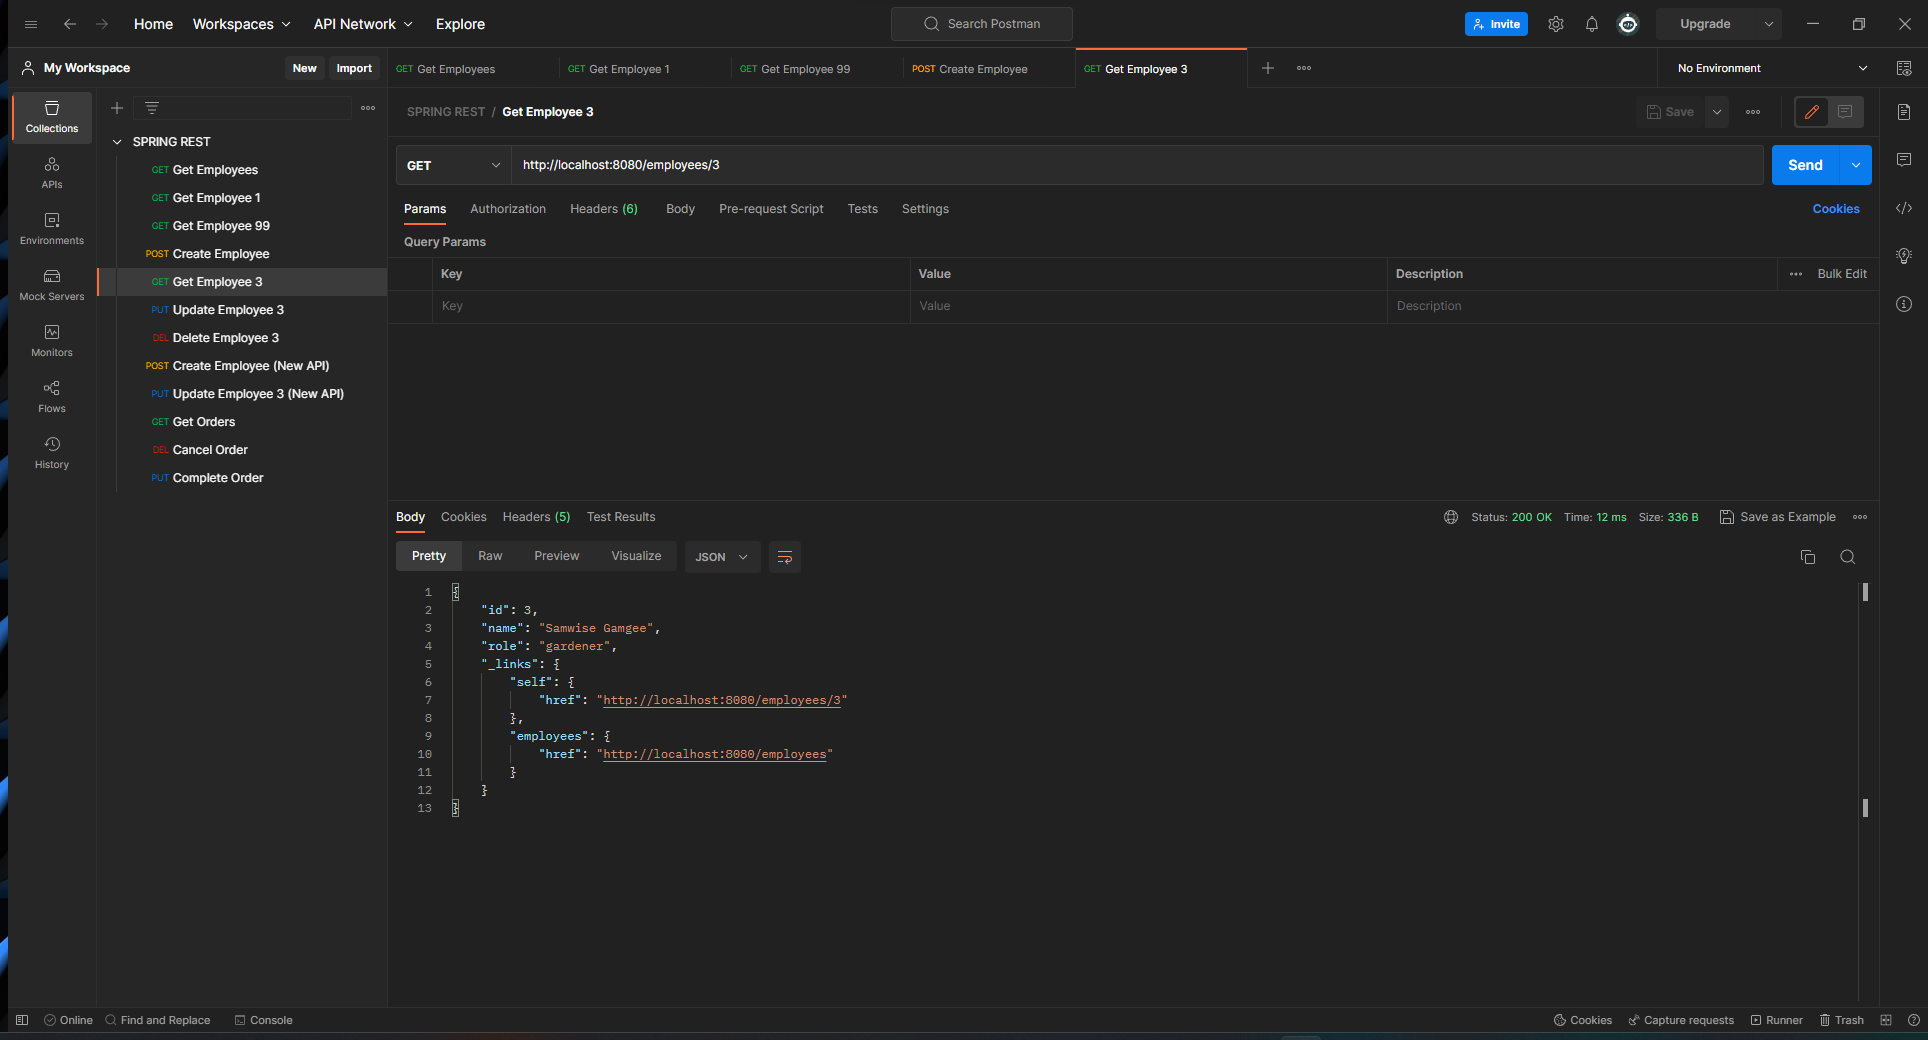 Home Workspaces API Network Explore Search Postman Invite Upgrade
My Workspace New Import GET Get Employees GET Get Employee 1 GET Get Employee 99 POST Create Employee GET Get Employee 3 No Environment
Collections
APIs
Environments
Mock Servers
Monitors
Flows
History
SPRING REST
GET Get Employees
GET Get Employee 1
GET Get Employee 99
POST Create Employee
GET Get Employee 3
PUT Update Employee 3
DEL Delete Employee 3
POST Create Employee (New API)
PUT Update Employee 3 (New API)
GET Get Orders
DEL Cancel Order
PUT Complete Order
SPRING REST / Get Employee 3 Save
GET http://localhost:8080/employees/3 Send
Params Authorization Headers (6) Body Pre-request Script Tests Settings Cookies
Query Params
Key Value Description Bulk Edit
Key Value Description
Body Cookies Headers (5) Test Results Status: 200 OK Time: 12 ms Size: 336 B Save as Example
Pretty Raw Preview Visualize JSON
1 {
2 "id": 3,
3 "name": "Samwise Gamgee",
4 "role": "gardener",
5 "_links": {
6 "self": {
7 "href": "http://localhost:8080/employees/3"
8 },
9 "employees": {
10 "href": "http://localhost:8080/employees"
11 }
12 }
13 }
Online Find and Replace Console Cookies Capture requests Runner Trash